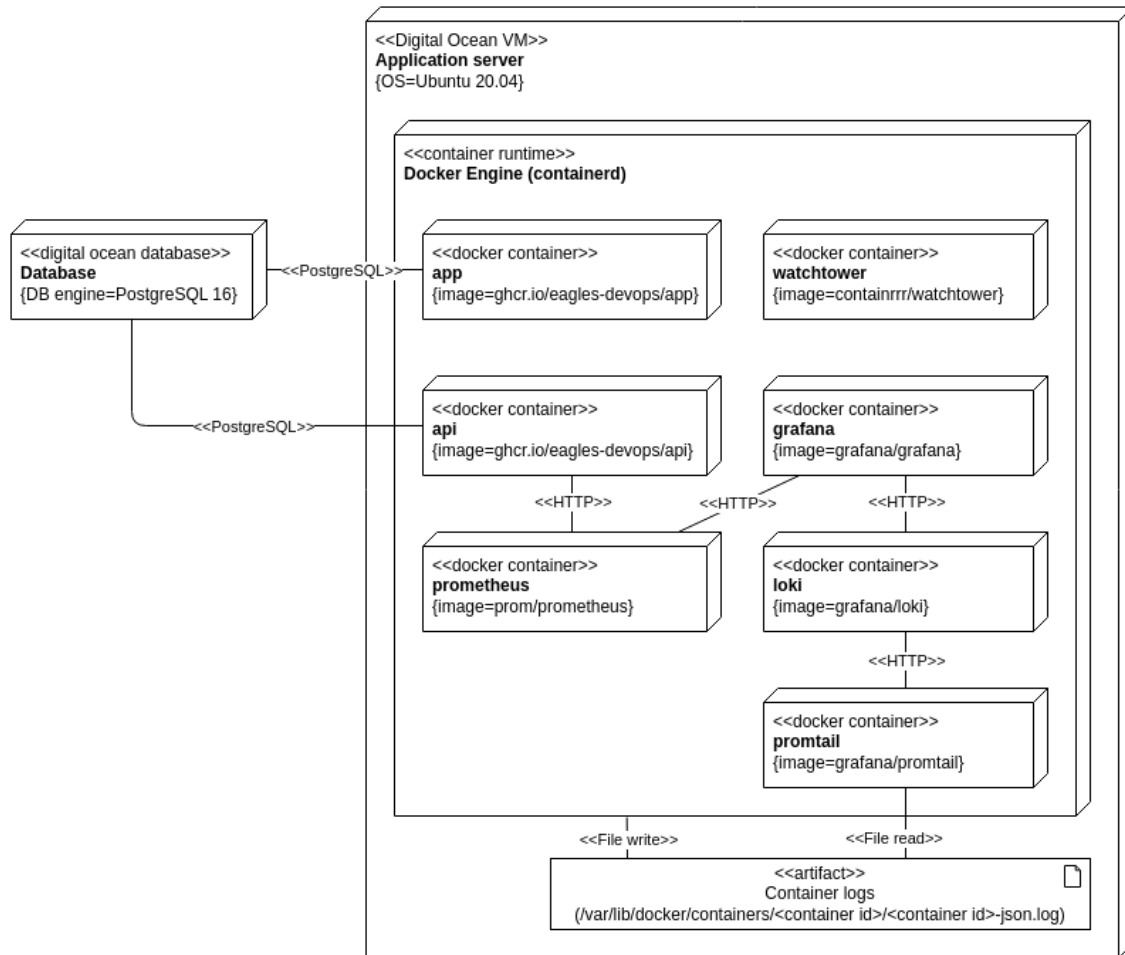 <<Digital Ocean VM>>
Application server
{OS=Ubuntu 20.04}
<<container runtime>>
Docker Engine (containerd)
<<digital ocean database>>
Database
{DB engine=PostgreSQL 16}
<<PostgreSQL>>
<<docker container>>
app
{image=ghcr.io/eagles-devops/app}
<<docker container>>
watchtower
{image=containrrr/watchtower}
<<PostgreSQL>>
<<docker container>>
api
{image=ghcr.io/eagles-devops/api}
<<docker container>>
grafana
{image=grafana/grafana}
<<HTTP>>
<<HTTP>>
<<HTTP>>
<<docker container>>
prometheus
{image=prom/prometheus}
<<docker container>>
loki
{image=grafana/loki}
<<HTTP>>
<<docker container>>
promtail
{image=grafana/promtail}
<<File write>>
<<File read>>
<<artifact>>
Container logs
(/var/lib/docker/containers/<container id>/<container id>-json.log)